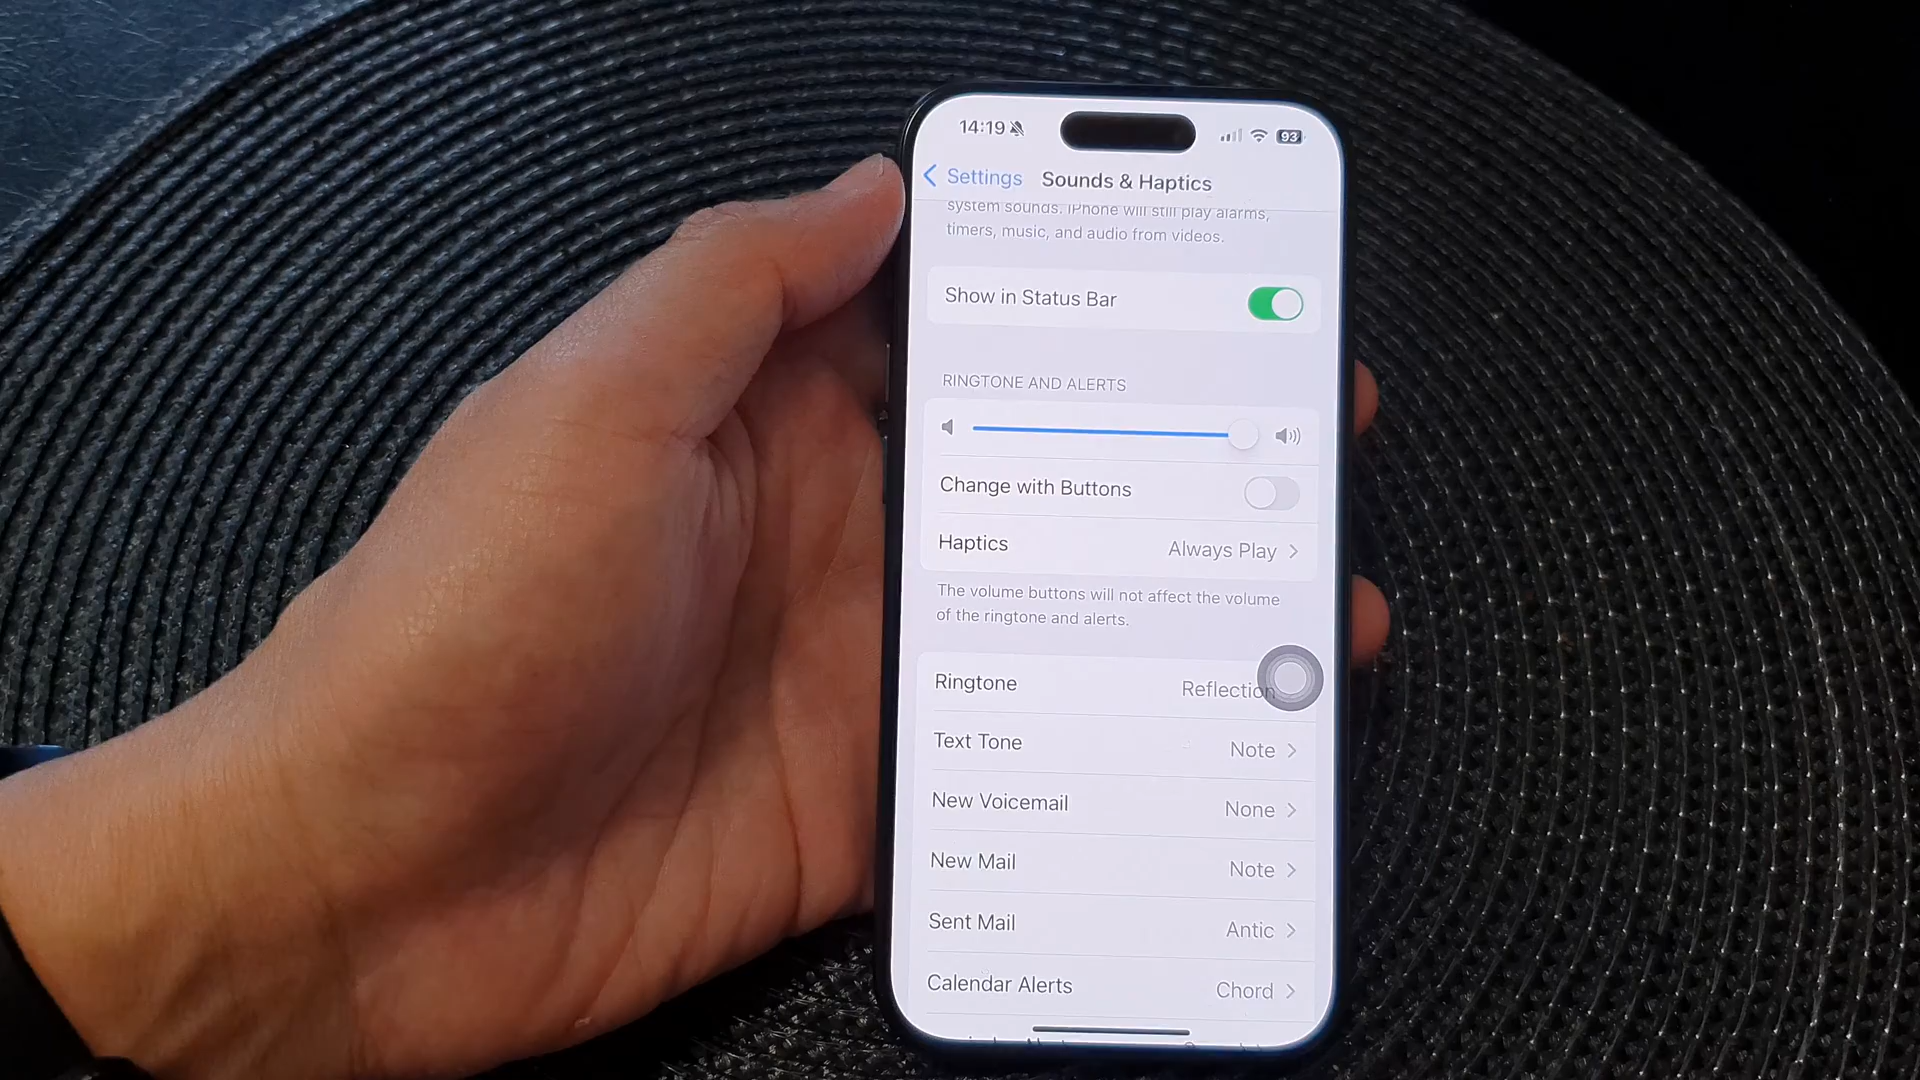 14:19
93
Settings
Sounds & Haptics
system sounds. iPhone will still play alarms,
timers, music, and audio from videos.
Show in Status Bar
RINGTONE AND ALERTS
Change with Buttons
Haptics Always Play
The volume buttons will not affect the volume
of the ringtone and alerts.
Ringtone Reflection
Text Tone Note
New Voicemail None
New Mail Note
Sent Mail Antic
Calendar Alerts Chord